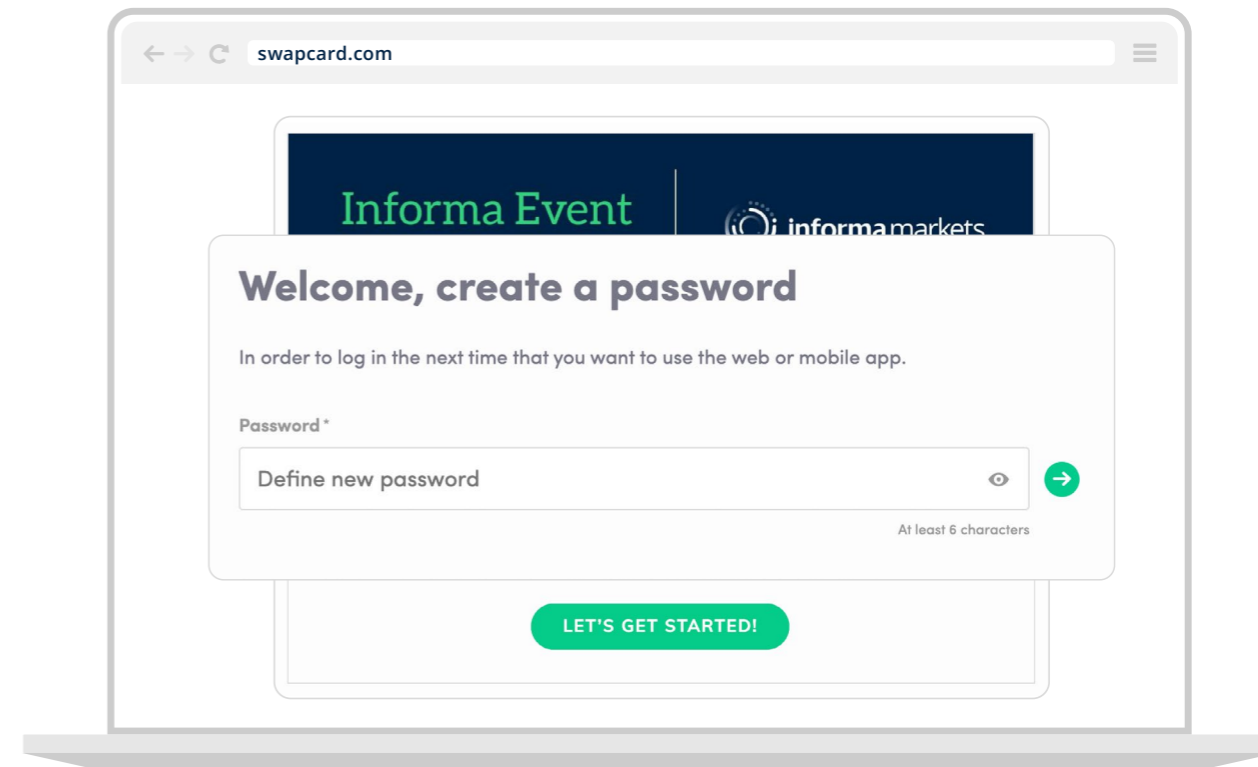 swapcard.com
Informa Event
informa markets
Welcome, create a password
In order to log in the next time that you want to use the web or mobile app.
Password *
Define new password
At least 6 characters
LET'S GET STARTED!